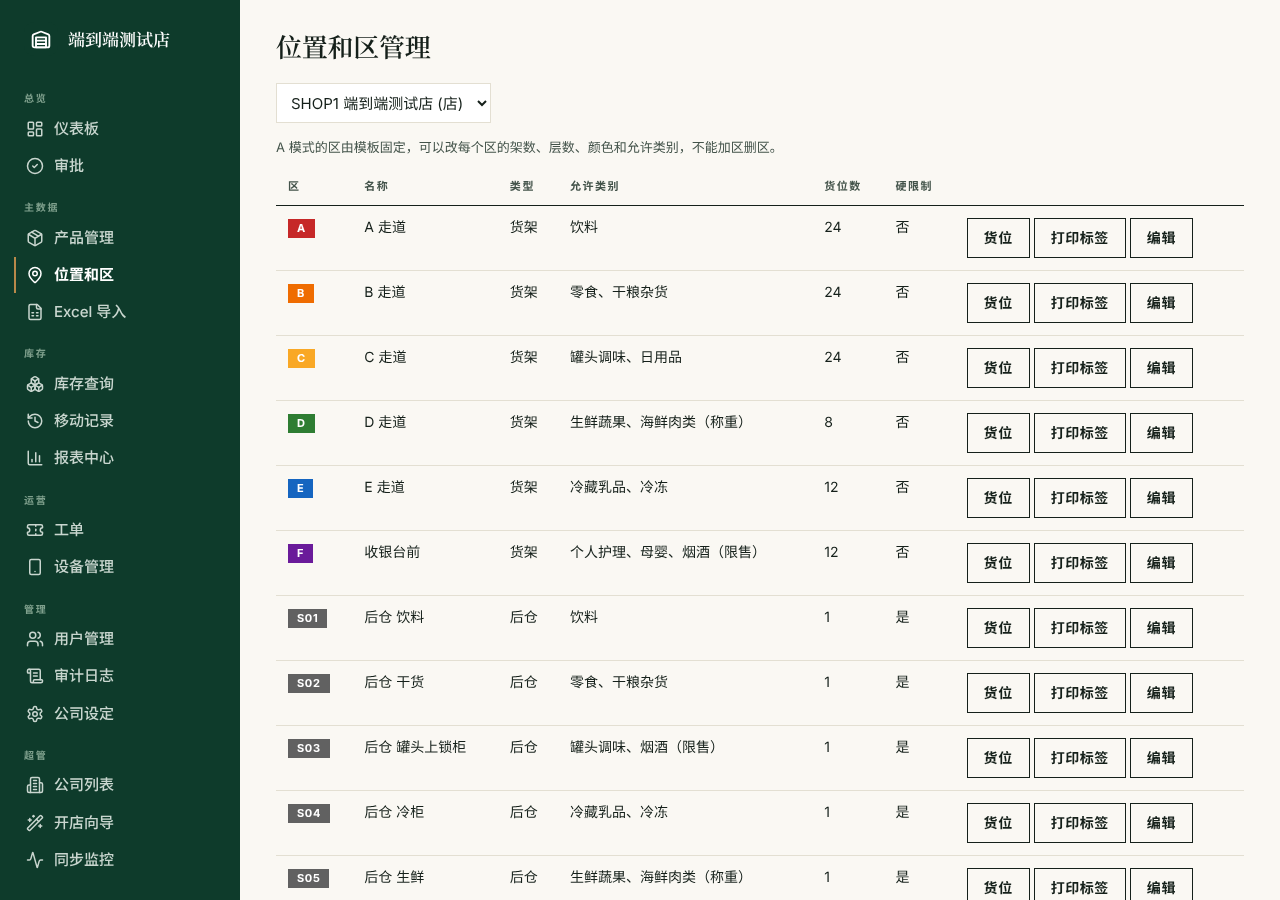 端到端测试店
总览
仪表板
审批
主数据
产品管理
位置和区
Excel 导入
库存
库存查询
移动记录
报表中心
运营
工单
设备管理
管理
用户管理
审计日志
公司设定
超管
公司列表
开店向导
同步监控
位置和区管理
SHOP1 端到端测试店 (店)
A 模式的区由模板固定，可以改每个区的架数、层数、颜色和允许类别，不能加区删区。
区 名称 类型 允许类别 货位数 硬限制
A A 走道 货架 饮料 24 否 货位 打印标签 编辑
B B 走道 货架 零食、干粮杂货 24 否 货位 打印标签 编辑
C C 走道 货架 罐头调味、日用品 24 否 货位 打印标签 编辑
D D 走道 货架 生鲜蔬果、海鲜肉类（称重） 8 否 货位 打印标签 编辑
E E 走道 货架 冷藏乳品、冷冻 12 否 货位 打印标签 编辑
F 收银台前 货架 个人护理、母婴、烟酒（限售） 12 否 货位 打印标签 编辑
S01 后仓 饮料 后仓 饮料 1 是 货位 打印标签 编辑
S02 后仓 干货 后仓 零食、干粮杂货 1 是 货位 打印标签 编辑
S03 后仓 罐头上锁柜 后仓 罐头调味、烟酒（限售） 1 是 货位 打印标签 编辑
S04 后仓 冷柜 后仓 冷藏乳品、冷冻 1 是 货位 打印标签 编辑
S05 后仓 生鲜 后仓 生鲜蔬果、海鲜肉类（称重） 1 是 货位 打印标签 编辑